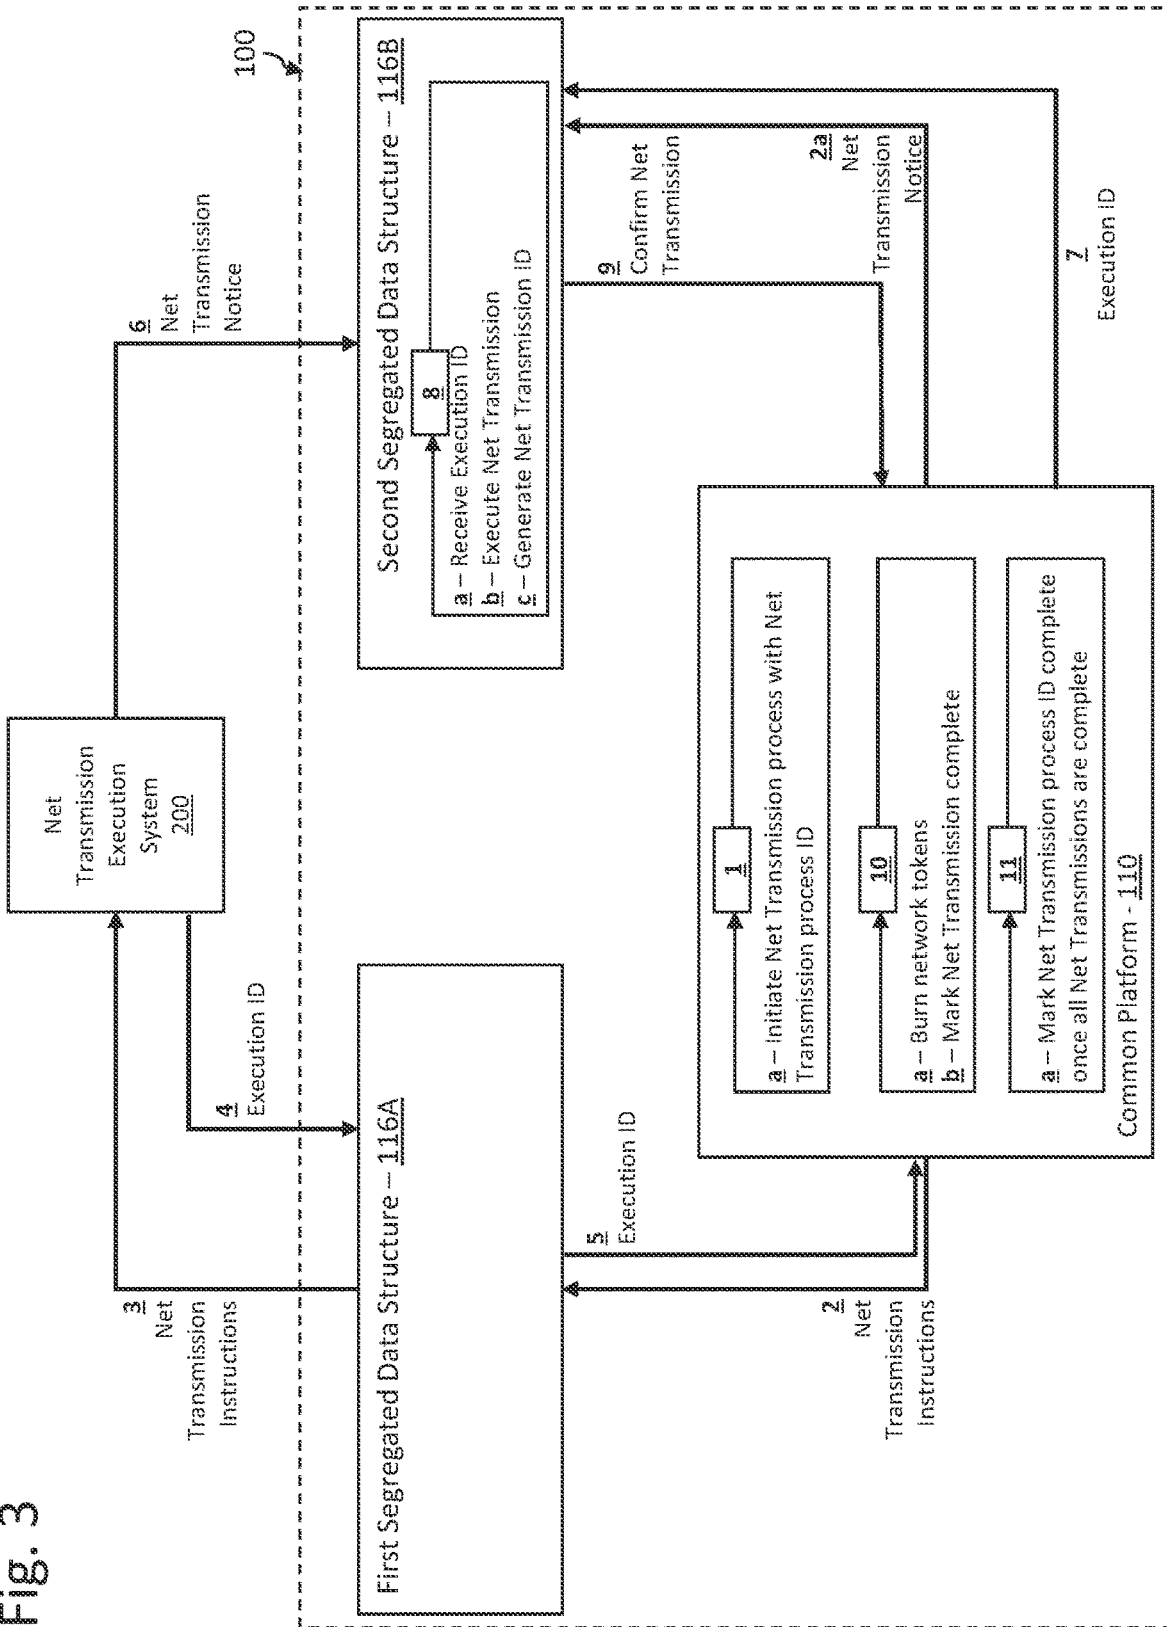 Fig. 3
Net
Transmission
Execution
System
200
3
Net
Transmission
Instructions
4
Execution ID
6
Net
Transmission
Notice
100
First Segregated Data Structure – 116A
Second Segregated Data Structure – 116B
8
a – Receive Execution ID
b – Execute Net Transmission
c – Generate Net Transmission ID
2
Net
Transmission
Instructions
5
Execution ID
9
Confirm Net
Transmission
2a
Net
Transmission
Notice
7
Execution ID
1
a – Initiate Net Transmission process with Net
Transmission process ID
10
a – Burn network tokens
b – Mark Net Transmission complete
11
a – Mark Net Transmission process ID complete
once all Net Transmissions are complete
Common Platform - 110